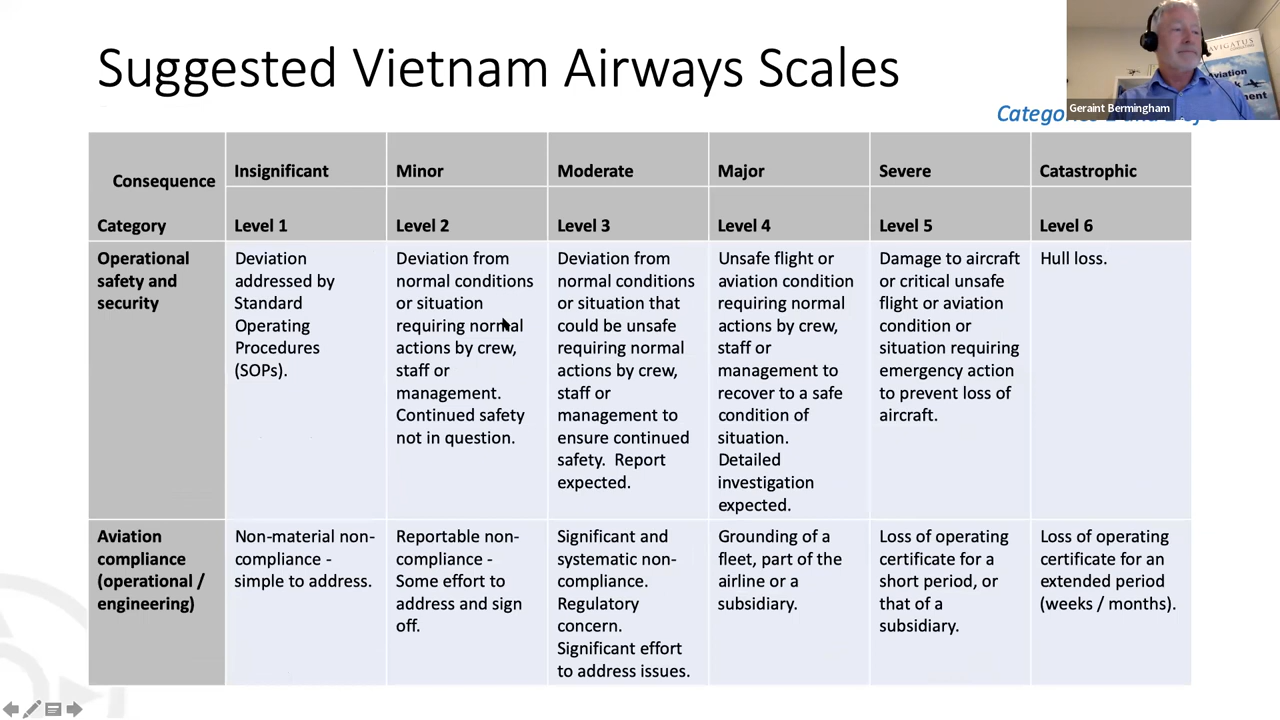 Suggested Vietnam Airways Scales
NAVIGATUS
Aviation
Geraint Bermingham
Consequence
Category
Insignificant
Level 1
Minor
Level 2
Moderate
Level 3
Major
Level 4
Severe
Level 5
Catastrophic
Level 6
Operational
safety and
security
Deviation
addressed by
Standard
Operating
Procedures
(SOPs).
Deviation from
normal conditions
or situation
requiring normal
actions by crew,
staff or
management.
Continued safety
not in question.
Deviation from
normal conditions
or situation that
could be unsafe
requiring normal
actions by crew,
staff or
management to
ensure continued
safety. Report
expected.
Unsafe flight or
aviation condition
requiring normal
actions by crew,
staff or
management to
recover to a safe
condition of
situation.
Detailed
investigation
expected.
Damage to aircraft
or critical unsafe
flight or aviation
condition or
situation requiring
emergency action
to prevent loss of
aircraft.
Hull loss.
Aviation
compliance
(operational /
engineering)
Non-material non-
compliance -
simple to address.
Reportable non-
compliance -
Some effort to
address and sign
off.
Significant and
systematic non-
compliance.
Regulatory
concern.
Significant effort
to address issues.
Grounding of a
fleet, part of the
airline or a
subsidiary.
Loss of operating
certificate for a
short period, or
that of a
subsidiary.
Loss of operating
certificate for an
extended period
(weeks / months).